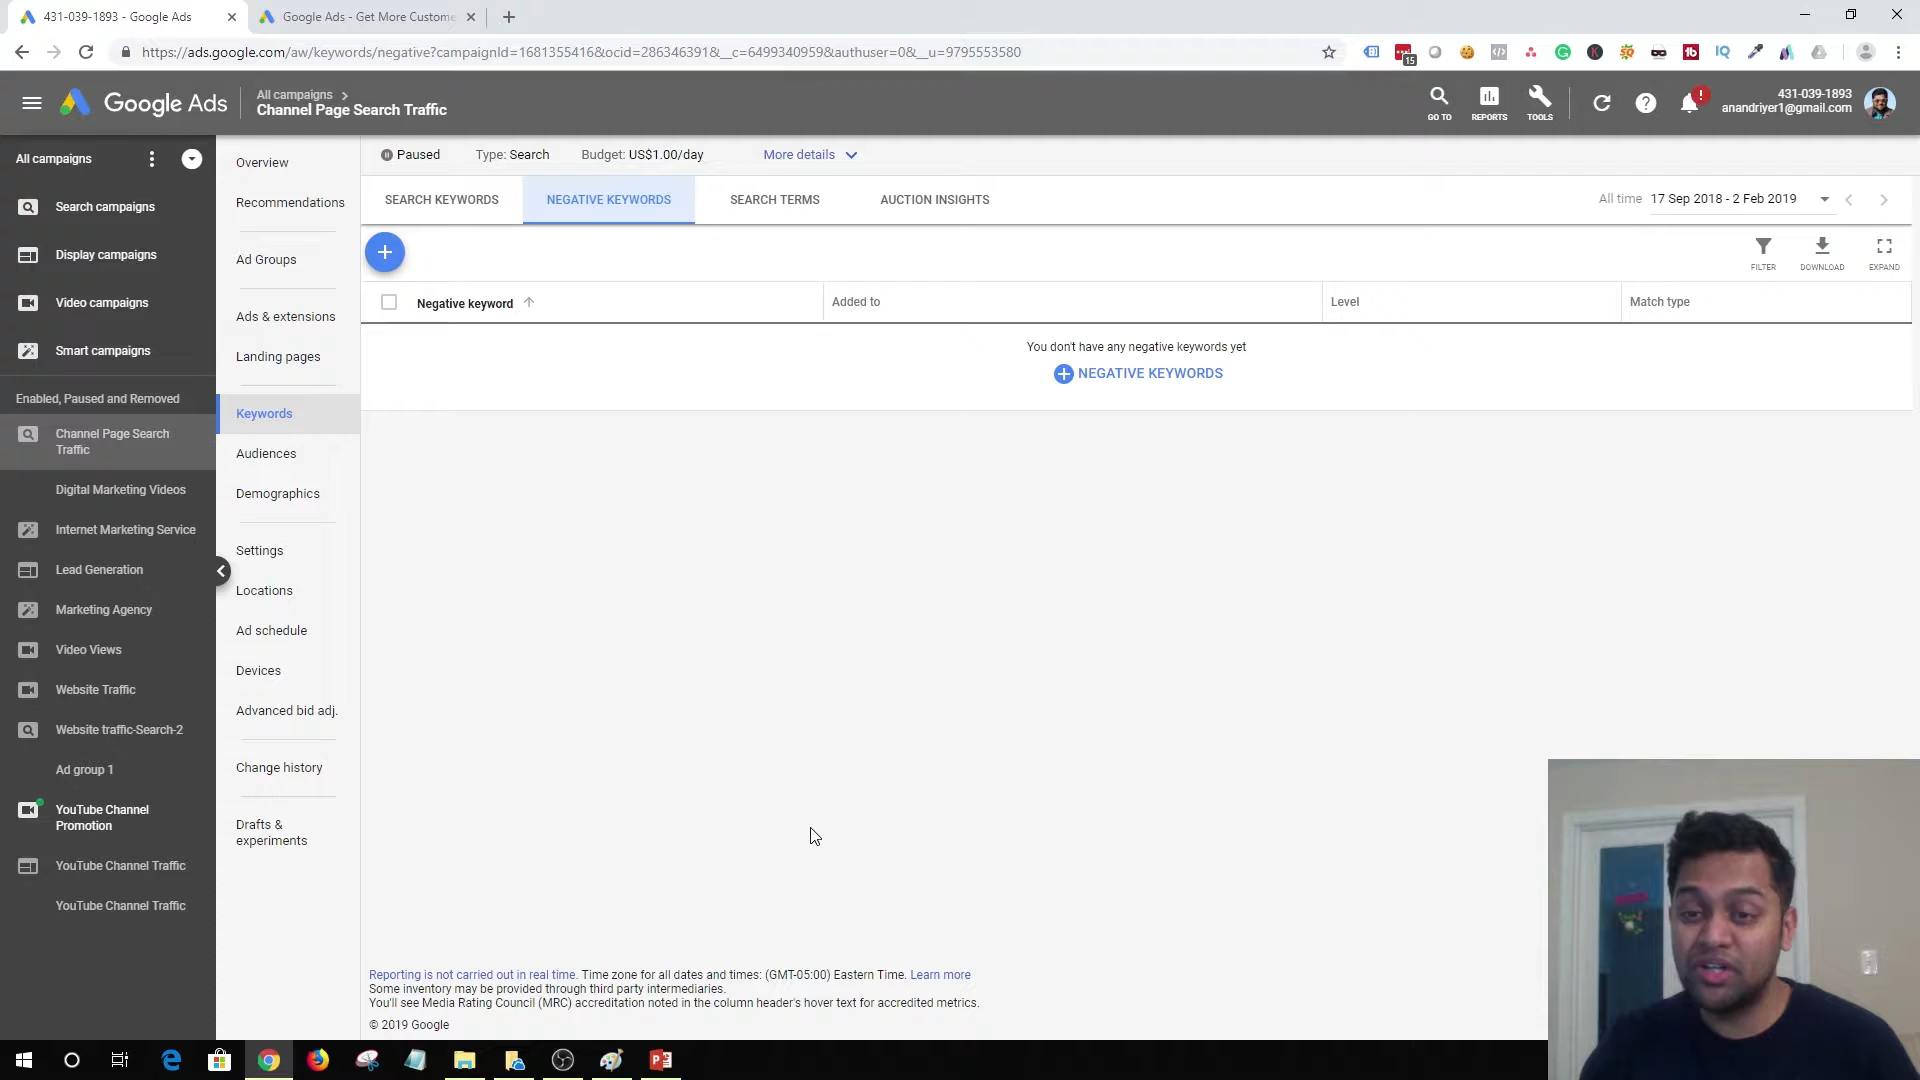 431-039-1893 - Google Ads
Google Ads - Get More Custome
https://ads.google.com/aw/keywords/negative?campaignId=1681355416&ocid=286346391&__c=6499340959&authuser=0&__u=9795553580
15
Google Ads
All campaigns
Channel Page Search Traffic
GO TO
REPORTS
TOOLS
431-039-1893
anandriyer1@gmail.com
All campaigns
Search campaigns
Display campaigns
Video campaigns
Smart campaigns
Enabled, Paused and Removed
Channel Page Search
Traffic
Digital Marketing Videos
Internet Marketing Service
Lead Generation
Marketing Agency
Video Views
Website Traffic
Website traffic-Search-2
Ad group 1
YouTube Channel
Promotion
YouTube Channel Traffic
YouTube Channel Traffic
Overview
Recommendations
Ad Groups
Ads & extensions
Landing pages
Keywords
Audiences
Demographics
Settings
Locations
Ad schedule
Devices
Advanced bid adj.
Change history
Drafts &
experiments
Paused
Type: Search
Budget: US$1.00/day
More details
SEARCH KEYWORDS
NEGATIVE KEYWORDS
SEARCH TERMS
AUCTION INSIGHTS
All time
17 Sep 2018 - 2 Feb 2019
FILTER
DOWNLOAD
EXPAND
Negative keyword
Added to
Level
Match type
You don't have any negative keywords yet
NEGATIVE KEYWORDS
Reporting is not carried out in real time. Time zone for all dates and times: (GMT-05:00) Eastern Time. Learn more
Some inventory may be provided through third party intermediaries.
You'll see Media Rating Council (MRC) accreditation noted in the column header's hover text for accredited metrics.
© 2019 Google